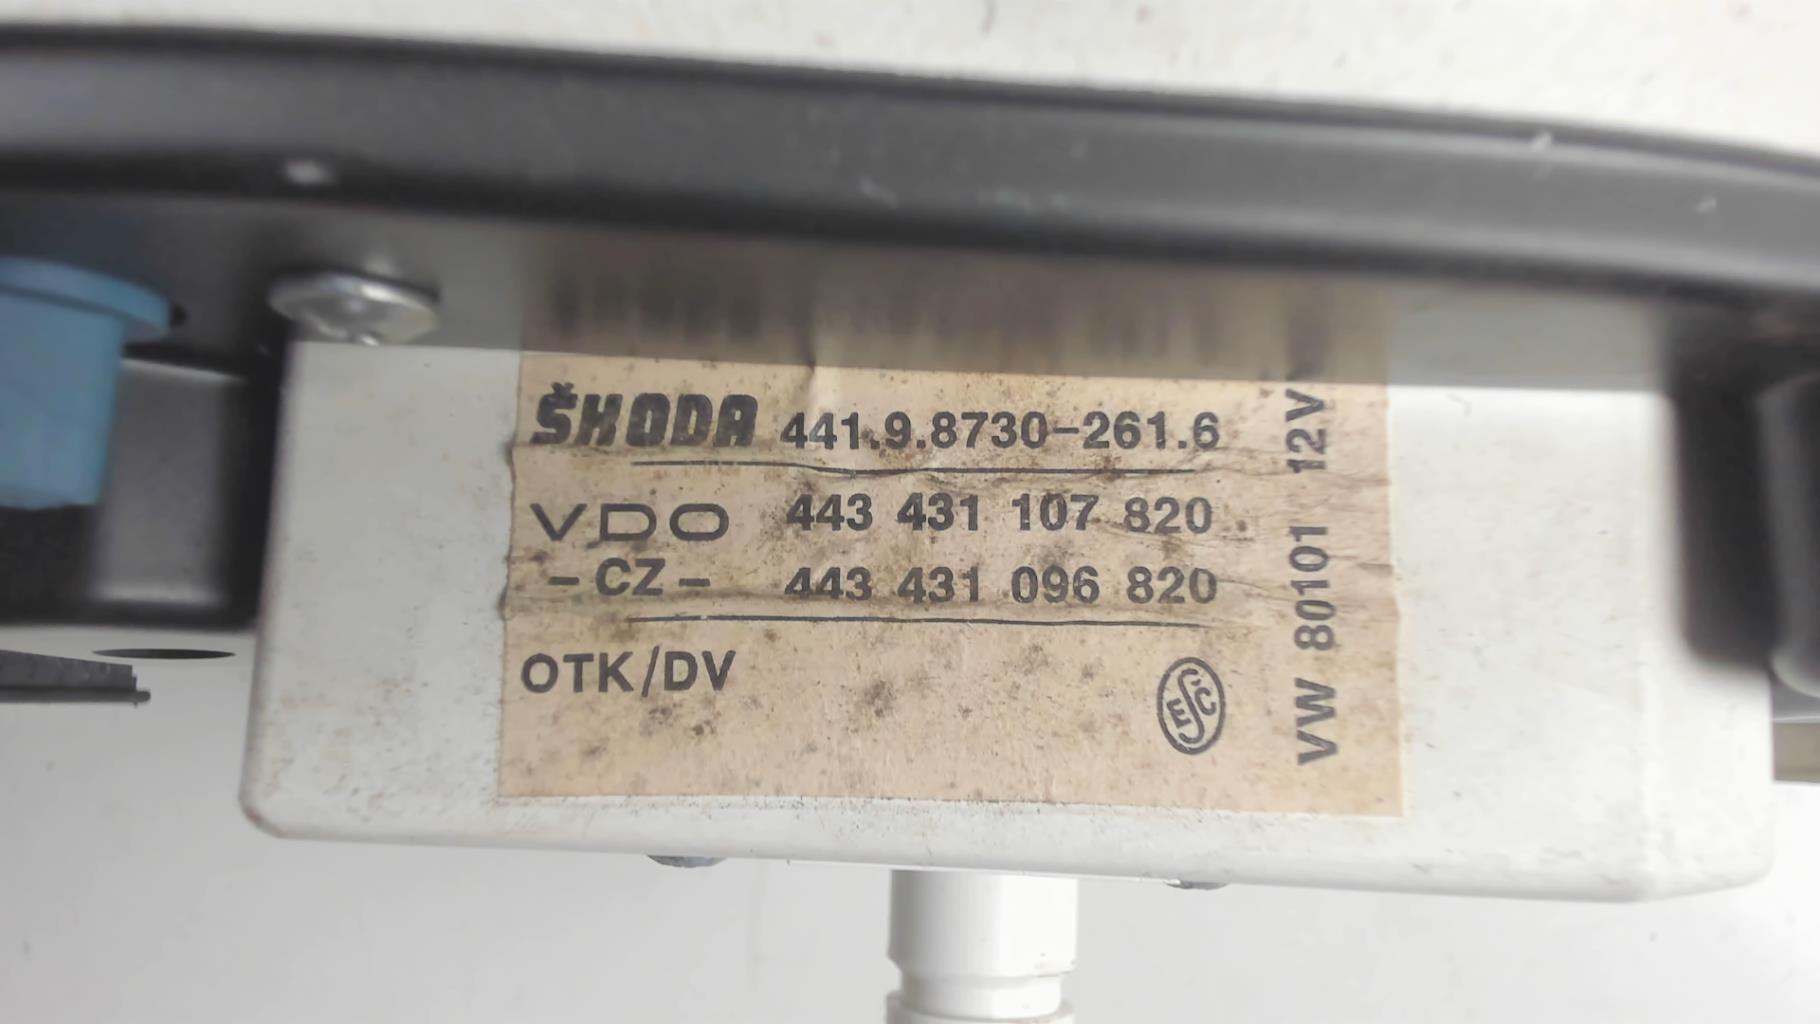 ŠKODA 441.9.8730-261.6
VDO 443 431 107 820
-CZ- 443 431 096 820
OTK/DV
VW 80101 12V